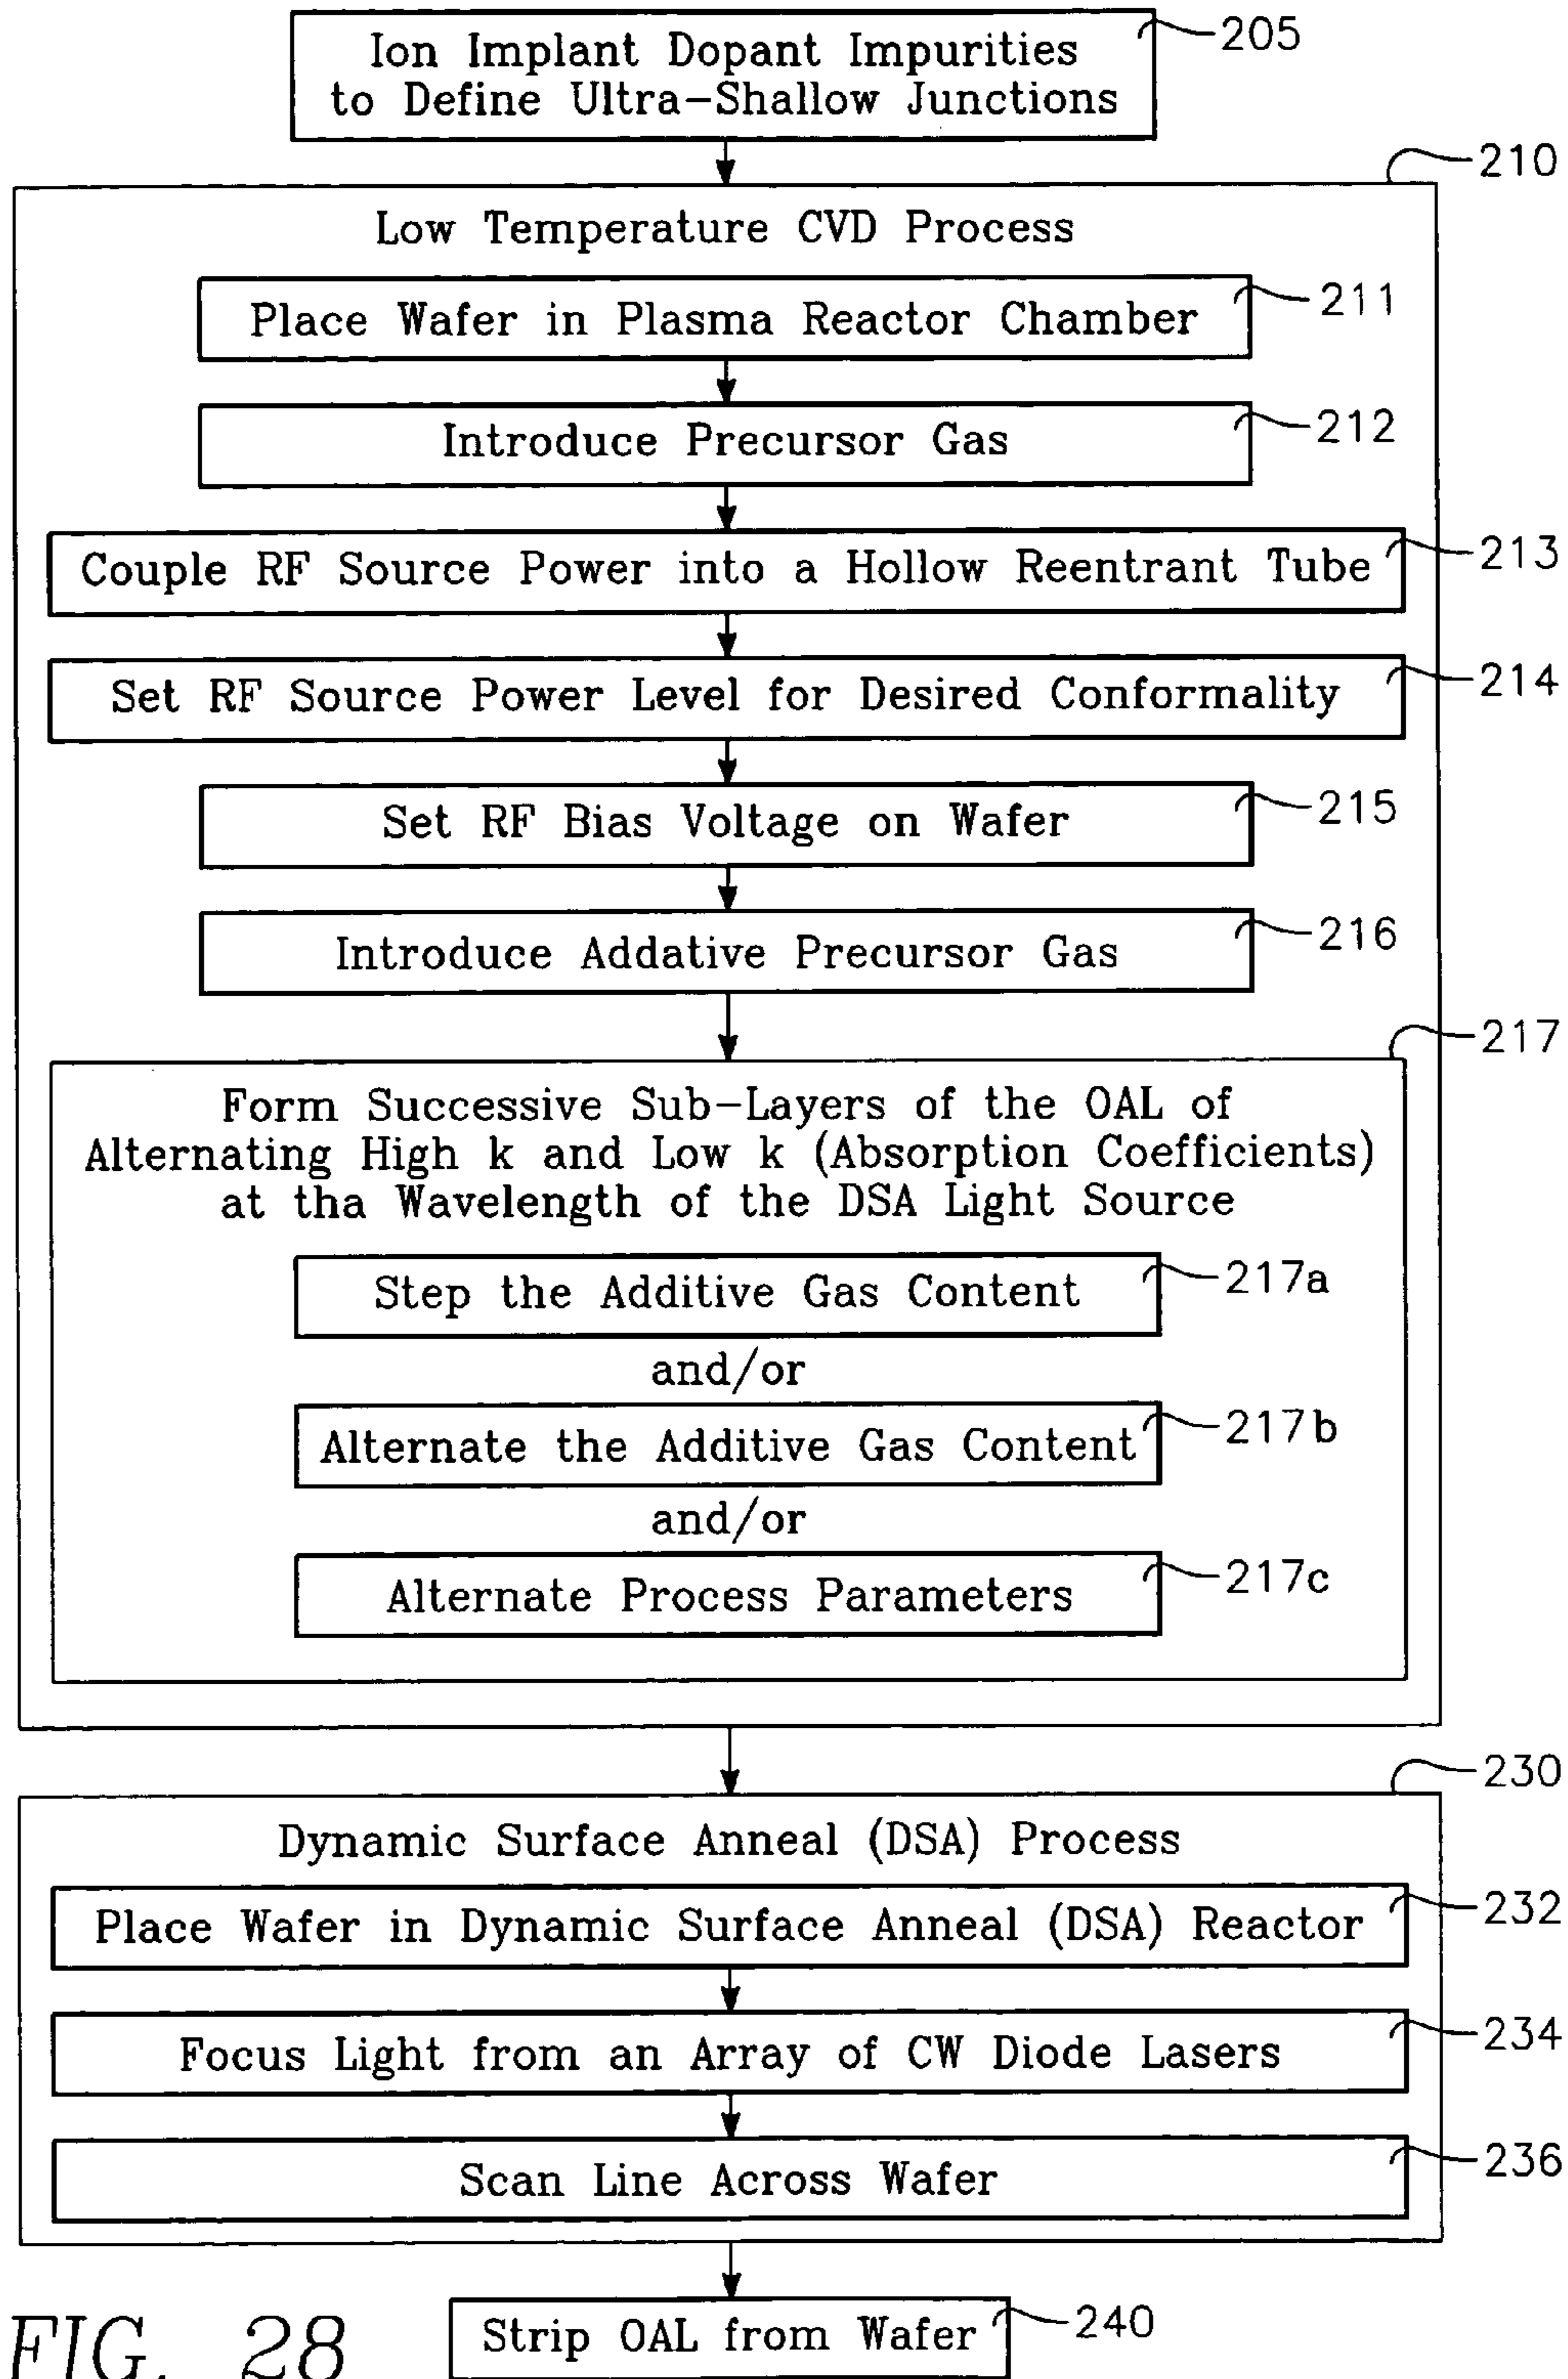 Ion Implant Dopant Impurities
to Define Ultra-Shallow Junctions
205
210
Low Temperature CVD Process
Place Wafer in Plasma Reactor Chamber
211
Introduce Precursor Gas
212
Couple RF Source Power into a Hollow Reentrant Tube
213
Set RF Source Power Level for Desired Conformality
214
Set RF Bias Voltage on Wafer
215
Introduce Addative Precursor Gas
216
217
Form Successive Sub-Layers of the OAL of
Alternating High k and Low k (Absorption Coefficients)
at tha Wavelength of the DSA Light Source
Step the Additive Gas Content
217a
and/or
Alternate the Additive Gas Content
217b
and/or
Alternate Process Parameters
217c
230
Dynamic Surface Anneal (DSA) Process
Place Wafer in Dynamic Surface Anneal (DSA) Reactor
232
Focus Light from an Array of CW Diode Lasers
234
Scan Line Across Wafer
236
Strip OAL from Wafer
240
FIG. 28